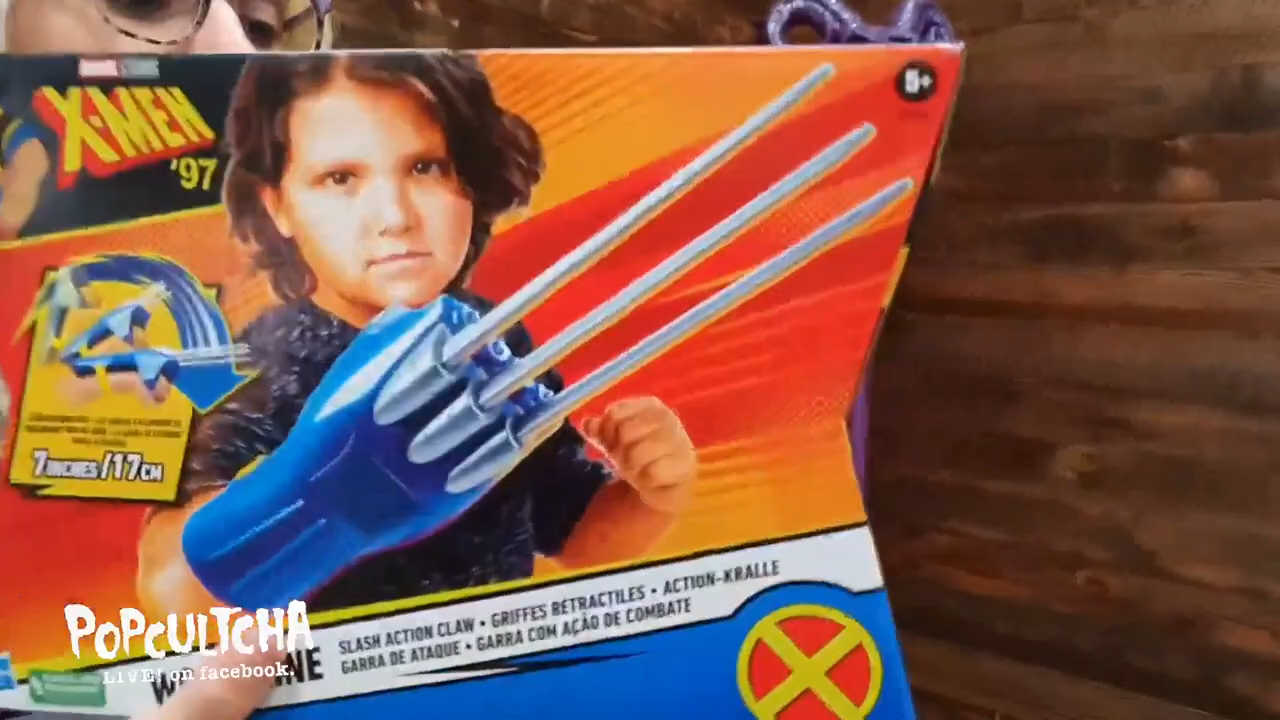 5+
X-MEN
'97
7 INCHES/17CM
SLASH ACTION CLAW • GRIFFES RÉTRACTILES • ACTION-KRALLE
GARRA DE ATAQUE • GARRA COM AÇÃO DE COMBATE
POPCULTCHA
LIVE! on facebook.